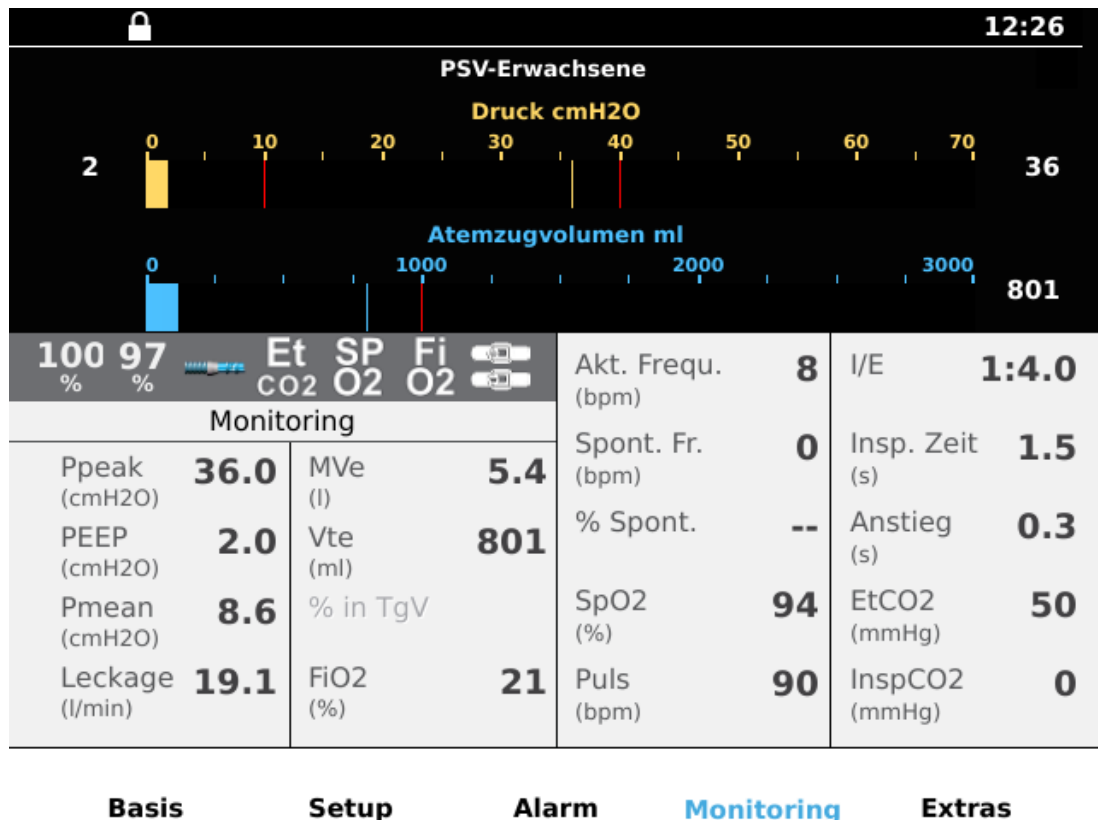 12:26
PSV-Erwachsene
Druck cmH2O
0 10 20 30 40 50 60 70
2 36
Atemzugvolumen ml
0 1000 2000 3000
801
100 % 97 % Et CO2 SP O2 Fi O2
Monitoring
Ppeak (cmH2O) 36.0
PEEP (cmH2O) 2.0
Pmean (cmH2O) 8.6
Leckage (l/min) 19.1
MVe (l) 5.4
Vte (ml) 801
% in TgV
FiO2 (%) 21
Akt. Frequ. (bpm) 8
Spont. Fr. (bpm) 0
% Spont. --
SpO2 (%) 94
Puls (bpm) 90
I/E 1:4.0
Insp. Zeit (s) 1.5
Anstieg (s) 0.3
EtCO2 (mmHg) 50
InspCO2 (mmHg) 0
Basis Setup Alarm Monitoring Extras